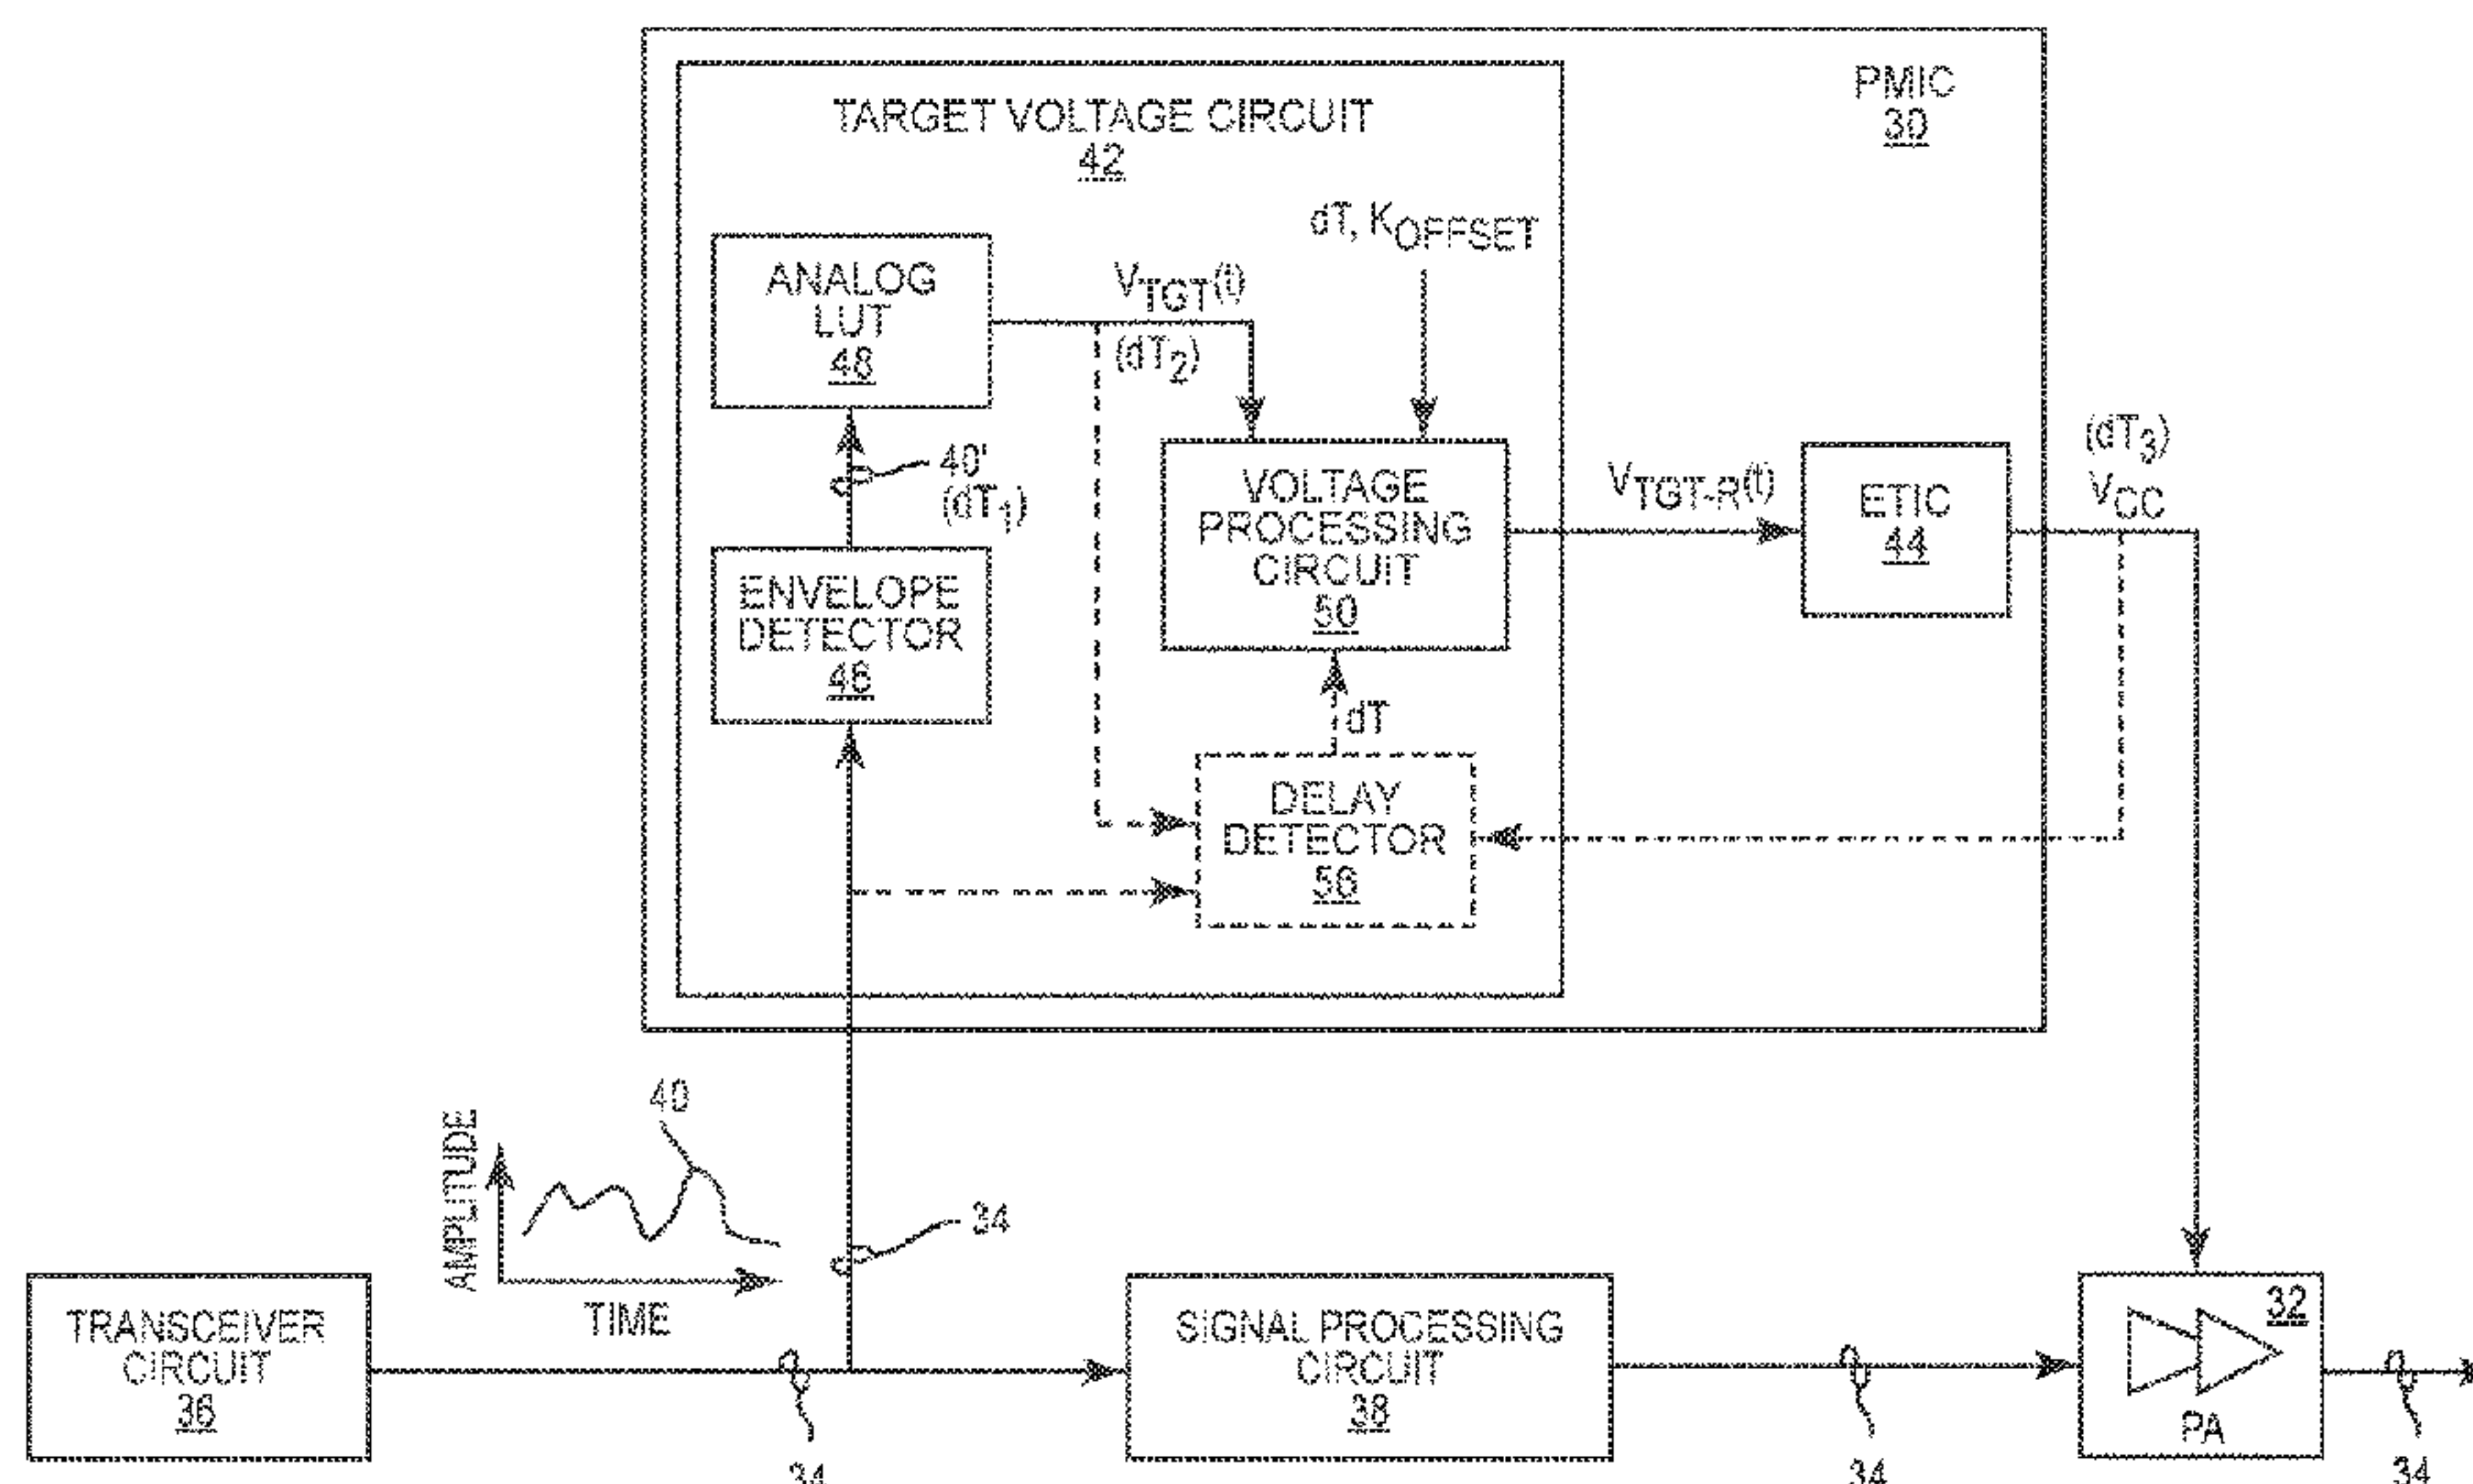 PMIC
30
TARGET VOLTAGE CIRCUIT
42
dT, KOFFSET
ANALOG
LUT
48
VTGT(t)
(dT2)
40'
(dT1)
VOLTAGE
PROCESSING
CIRCUIT
50
VTGT-R(t)
ETIC
44
(dT3)
VCC
ENVELOPE
DETECTOR
46
dT
DELAY
DETECTOR
56
40
AMPLITUDE
TIME
34
TRANSCEIVER
CIRCUIT
36
34
SIGNAL PROCESSING
CIRCUIT
38
34
32
PA
34